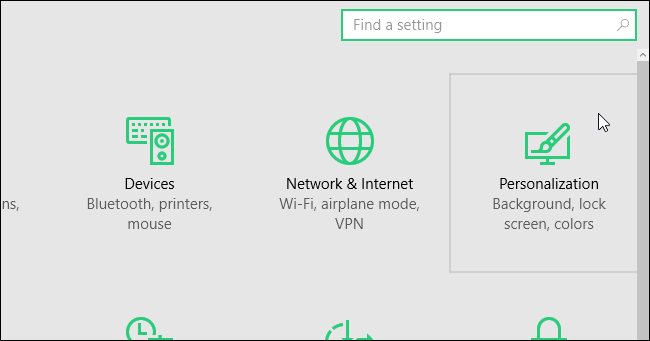 Find a setting
Devices
Bluetooth, printers,
mouse
Network & Internet
Wi-Fi, airplane mode,
VPN
Personalization
Background, lock
screen, colors
ns,